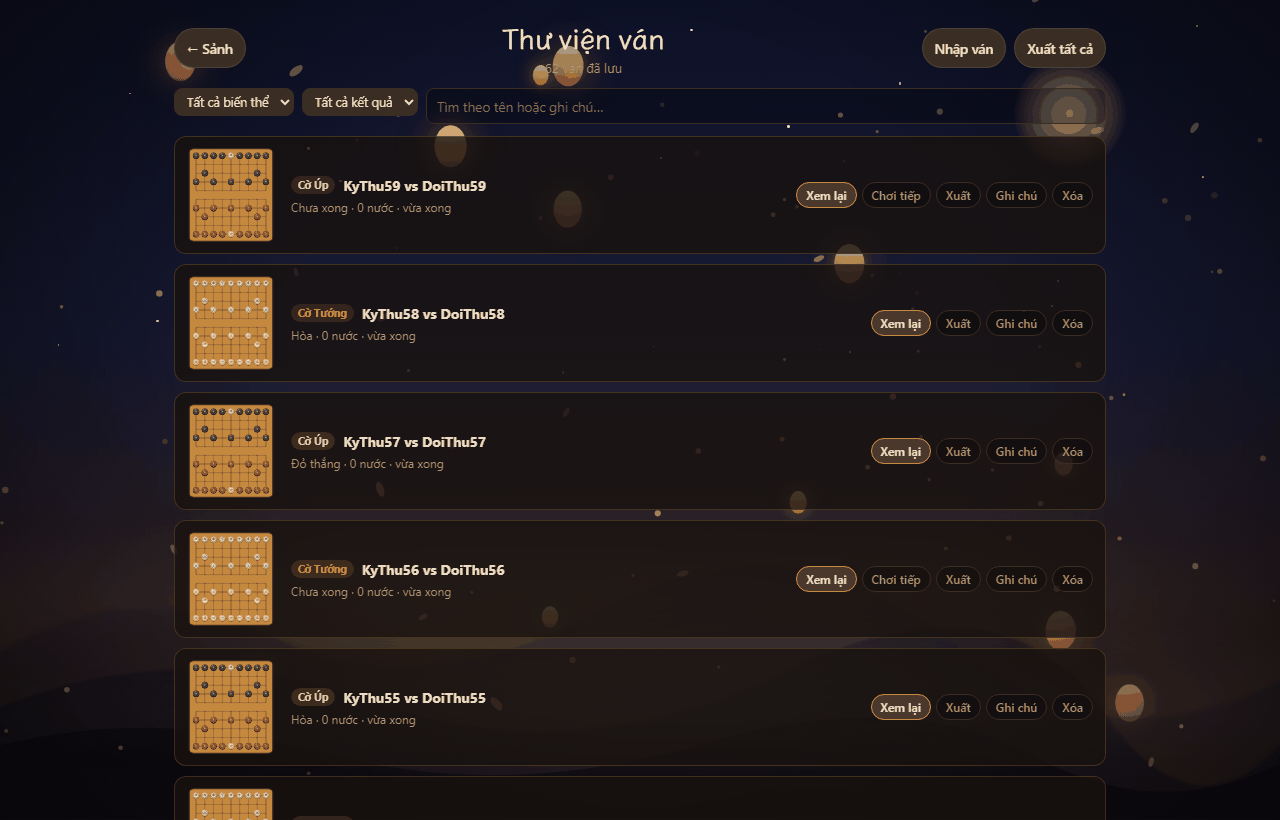 ← Sảnh
Thư viện ván
62 ván đã lưu
Nhập ván
Xuất tất cả
Tất cả biến thể
Tất cả kết quả
Tìm theo tên hoặc ghi chú...
Cờ Úp KyThu59 vs DoiThu59
Chưa xong · 0 nước · vừa xong
Xem lại Chơi tiếp Xuất Ghi chú Xóa
Cờ Tướng KyThu58 vs DoiThu58
Hòa · 0 nước · vừa xong
Xem lại Xuất Ghi chú Xóa
Cờ Úp KyThu57 vs DoiThu57
Đỏ thắng · 0 nước · vừa xong
Xem lại Xuất Ghi chú Xóa
Cờ Tướng KyThu56 vs DoiThu56
Chưa xong · 0 nước · vừa xong
Xem lại Chơi tiếp Xuất Ghi chú Xóa
Cờ Úp KyThu55 vs DoiThu55
Hòa · 0 nước · vừa xong
Xem lại Xuất Ghi chú Xóa